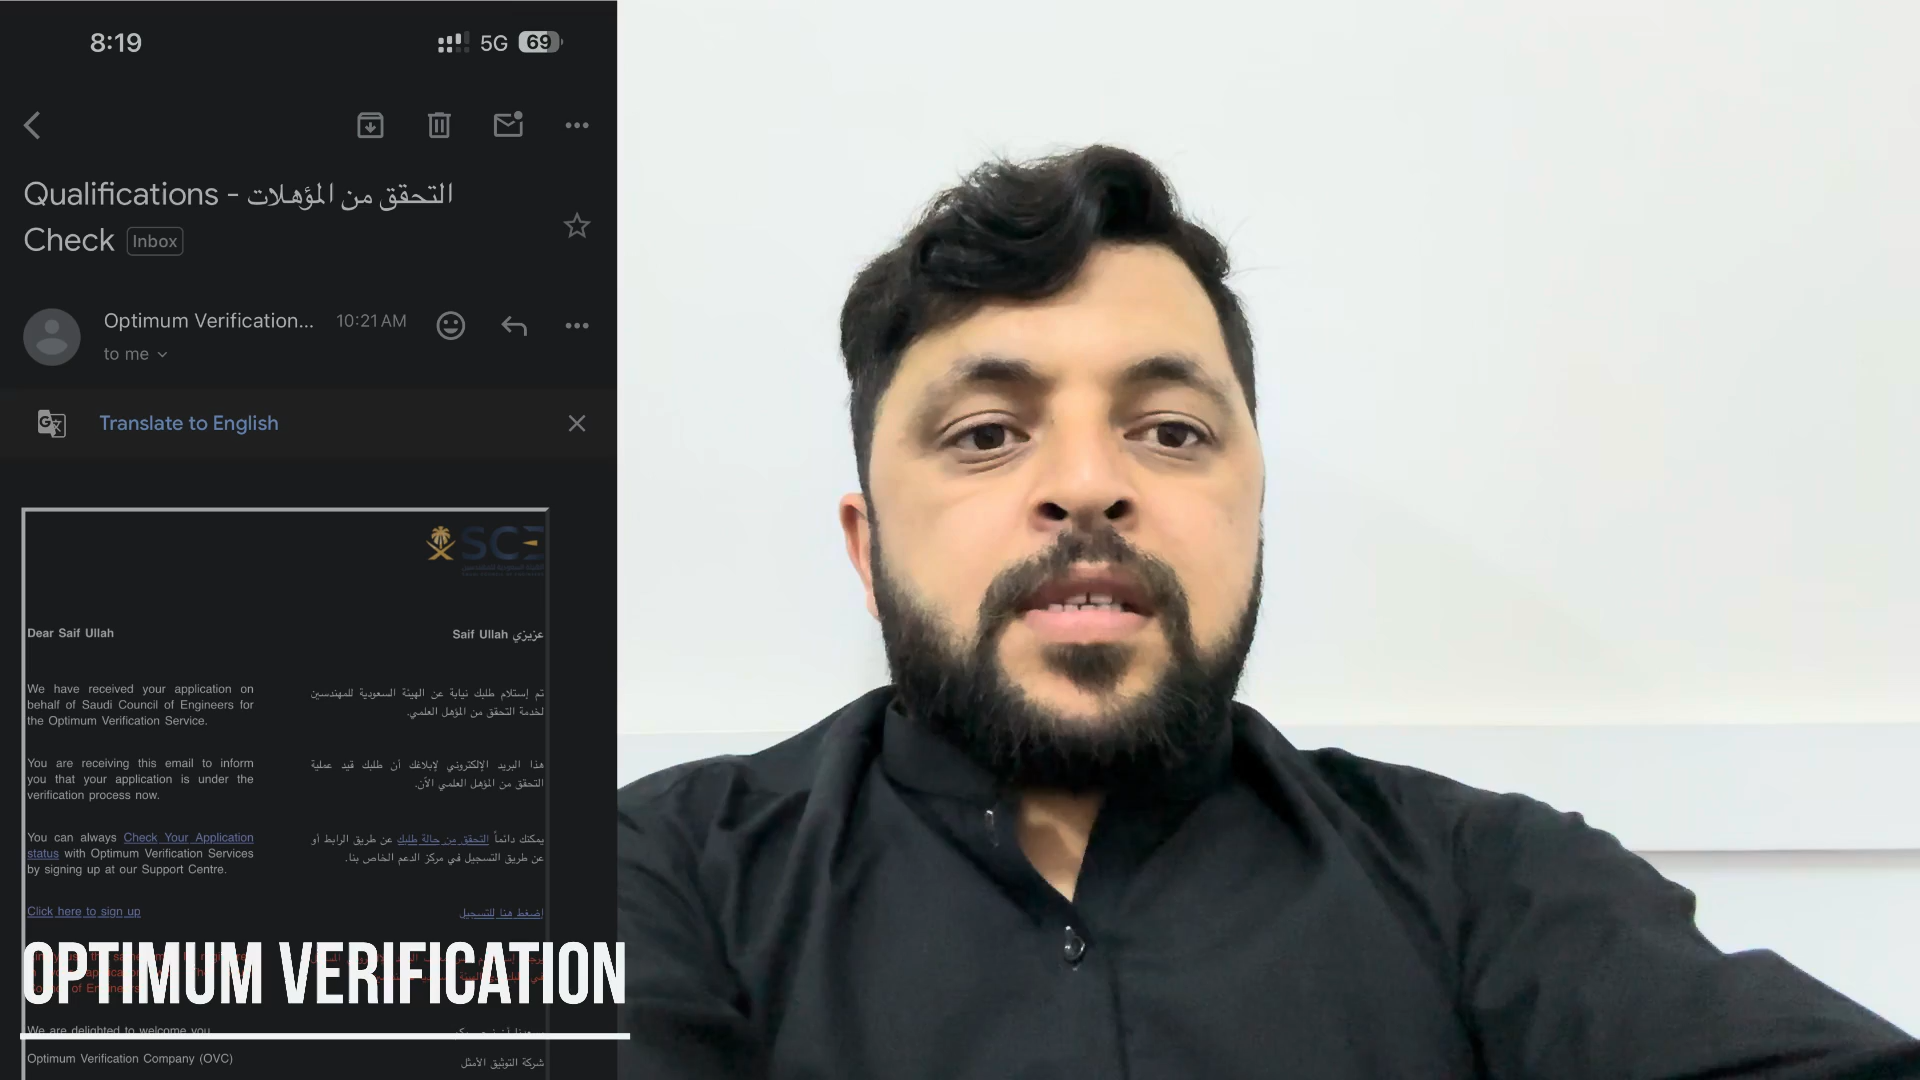 8:19
5G 69
Qualifications - التحقق من المؤهلات
Check Inbox
Optimum Verification... 10:21 AM
to me
Translate to English
SCE
Dear Saif Ullah
عزيزي Saif Ullah
We have received your application on
behalf of Saudi Council of Engineers for
the Optimum Verification Service.
تم إستلام طلبك نيابة عن الهيئة السعودية للمهندسين
لخدمة التحقق من المؤهل العلمي.
You are receiving this email to inform
you that your application is under the
verification process now.
هذا البريد الإلكتروني لإبلاغك أن طلبك قيد عملية
التحقق من المؤهل العلمي الآن.
You can always Check Your Application
status with Optimum Verification Services
by signing up at our Support Centre.
يمكنك دائماً التحقق من حالة طلبك عن طريق الرابط أو
عن طريق التسجيل في مركز الدعم الخاص بنا.
Click here to sign up
اضغط هنا للتسجيل
OPTIMUM VERIFICATION
We are delighted to welcome you
Optimum Verification Company (OVC)
شركة التوثيق الأمثل